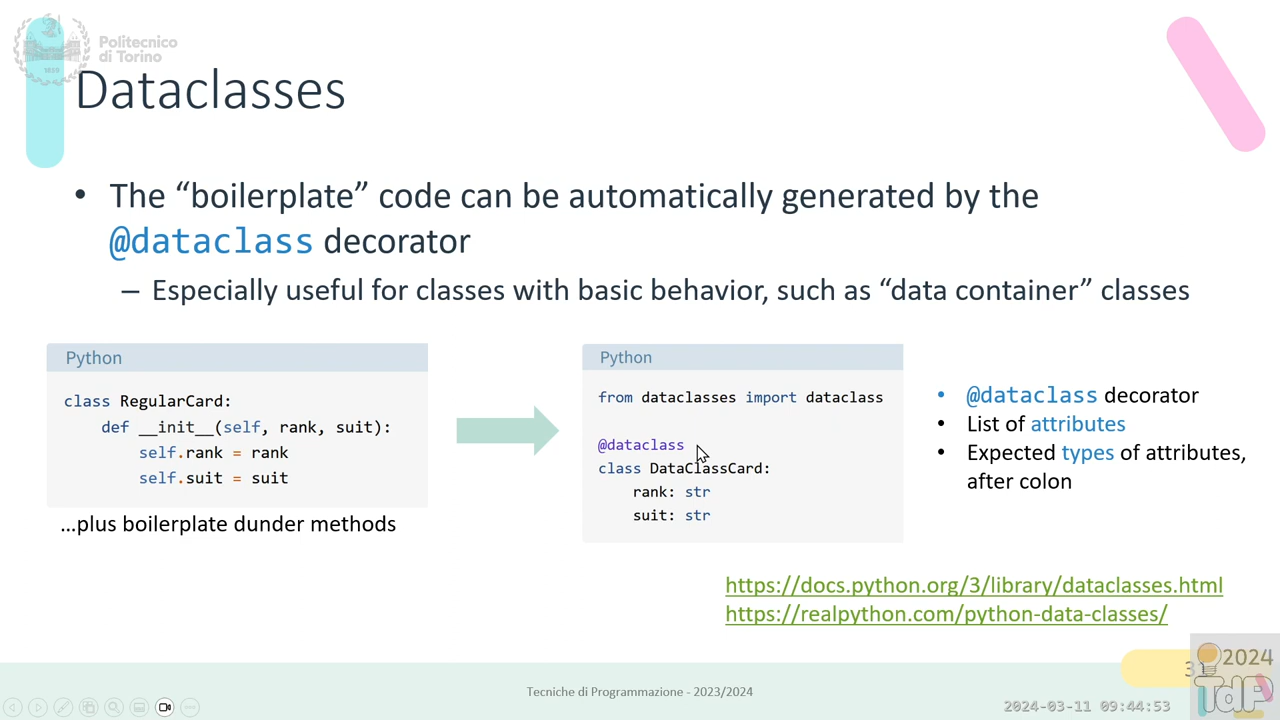 Politecnico
di Torino
Dataclasses
• The “boilerplate” code can be automatically generated by the
@dataclass decorator
– Especially useful for classes with basic behavior, such as “data container” classes
Python
class RegularCard:
def __init__(self, rank, suit):
self.rank = rank
self.suit = suit
…plus boilerplate dunder methods
Python
from dataclasses import dataclass
@dataclass
class DataClassCard:
rank: str
suit: str
• @dataclass decorator
• List of attributes
• Expected types of attributes,
after colon
https://docs.python.org/3/library/dataclasses.html
https://realpython.com/python-data-classes/
Tecniche di Programmazione - 2023/2024
2024
TdP
2024-03-11 09:44:53